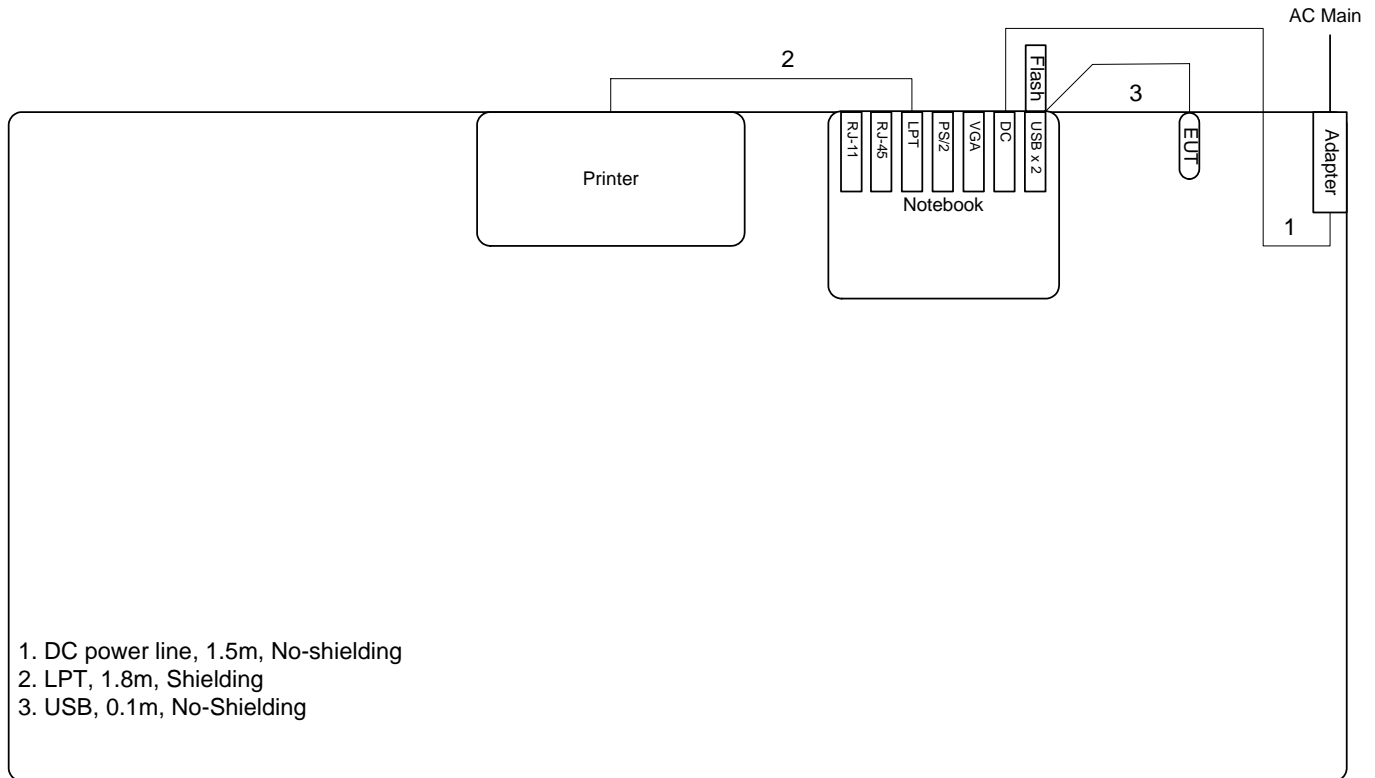 AC Main
2
Flash
3
RJ-11
RJ-45
LPT
PS/2
VGA
DC
USB x 2
EUT
Adapter
Printer
Notebook
1
1. DC power line, 1.5m, No-shielding
2. LPT, 1.8m, Shielding
3. USB, 0.1m, No-Shielding